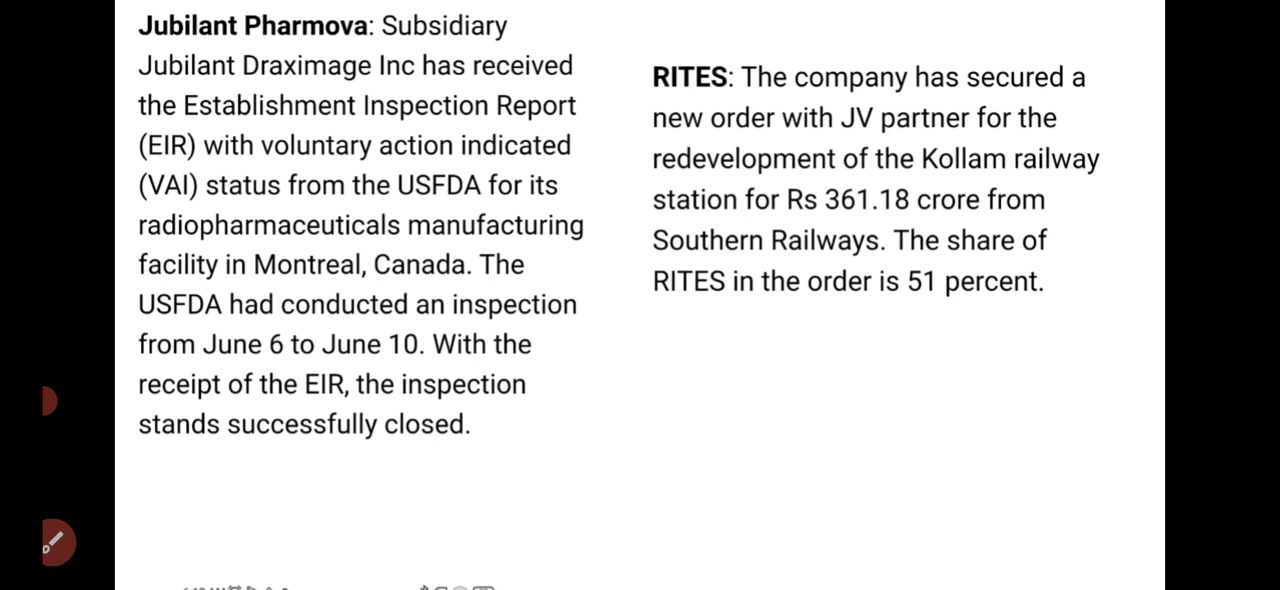 Jubilant Pharmova: Subsidiary
Jubilant Draximage Inc has received
the Establishment Inspection Report
(EIR) with voluntary action indicated
(VAI) status from the USFDA for its
radiopharmaceuticals manufacturing
facility in Montreal, Canada. The
USFDA had conducted an inspection
from June 6 to June 10. With the
receipt of the EIR, the inspection
stands successfully closed.
RITES: The company has secured a
new order with JV partner for the
redevelopment of the Kollam railway
station for Rs 361.18 crore from
Southern Railways. The share of
RITES in the order is 51 percent.